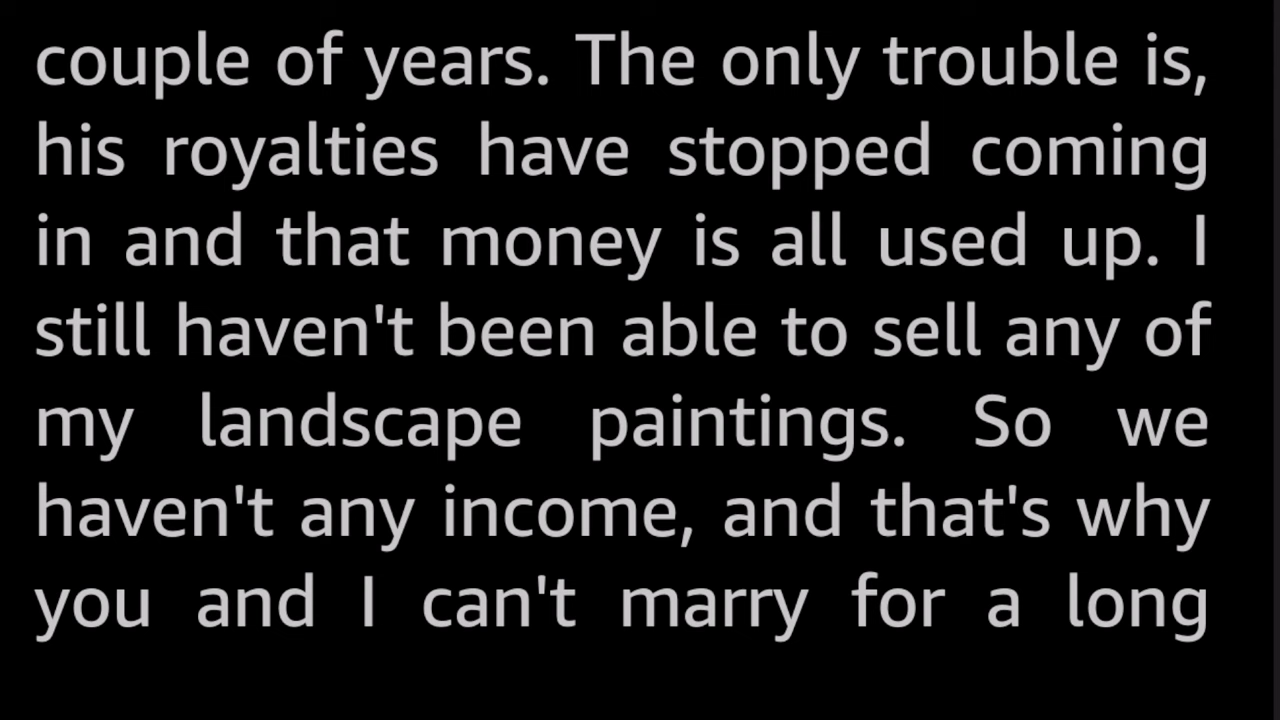 couple of years. The only trouble is,
his royalties have stopped coming
in and that money is all used up. I
still haven't been able to sell any of
my landscape paintings. So we
haven't any income, and that's why
you and I can't marry for a long